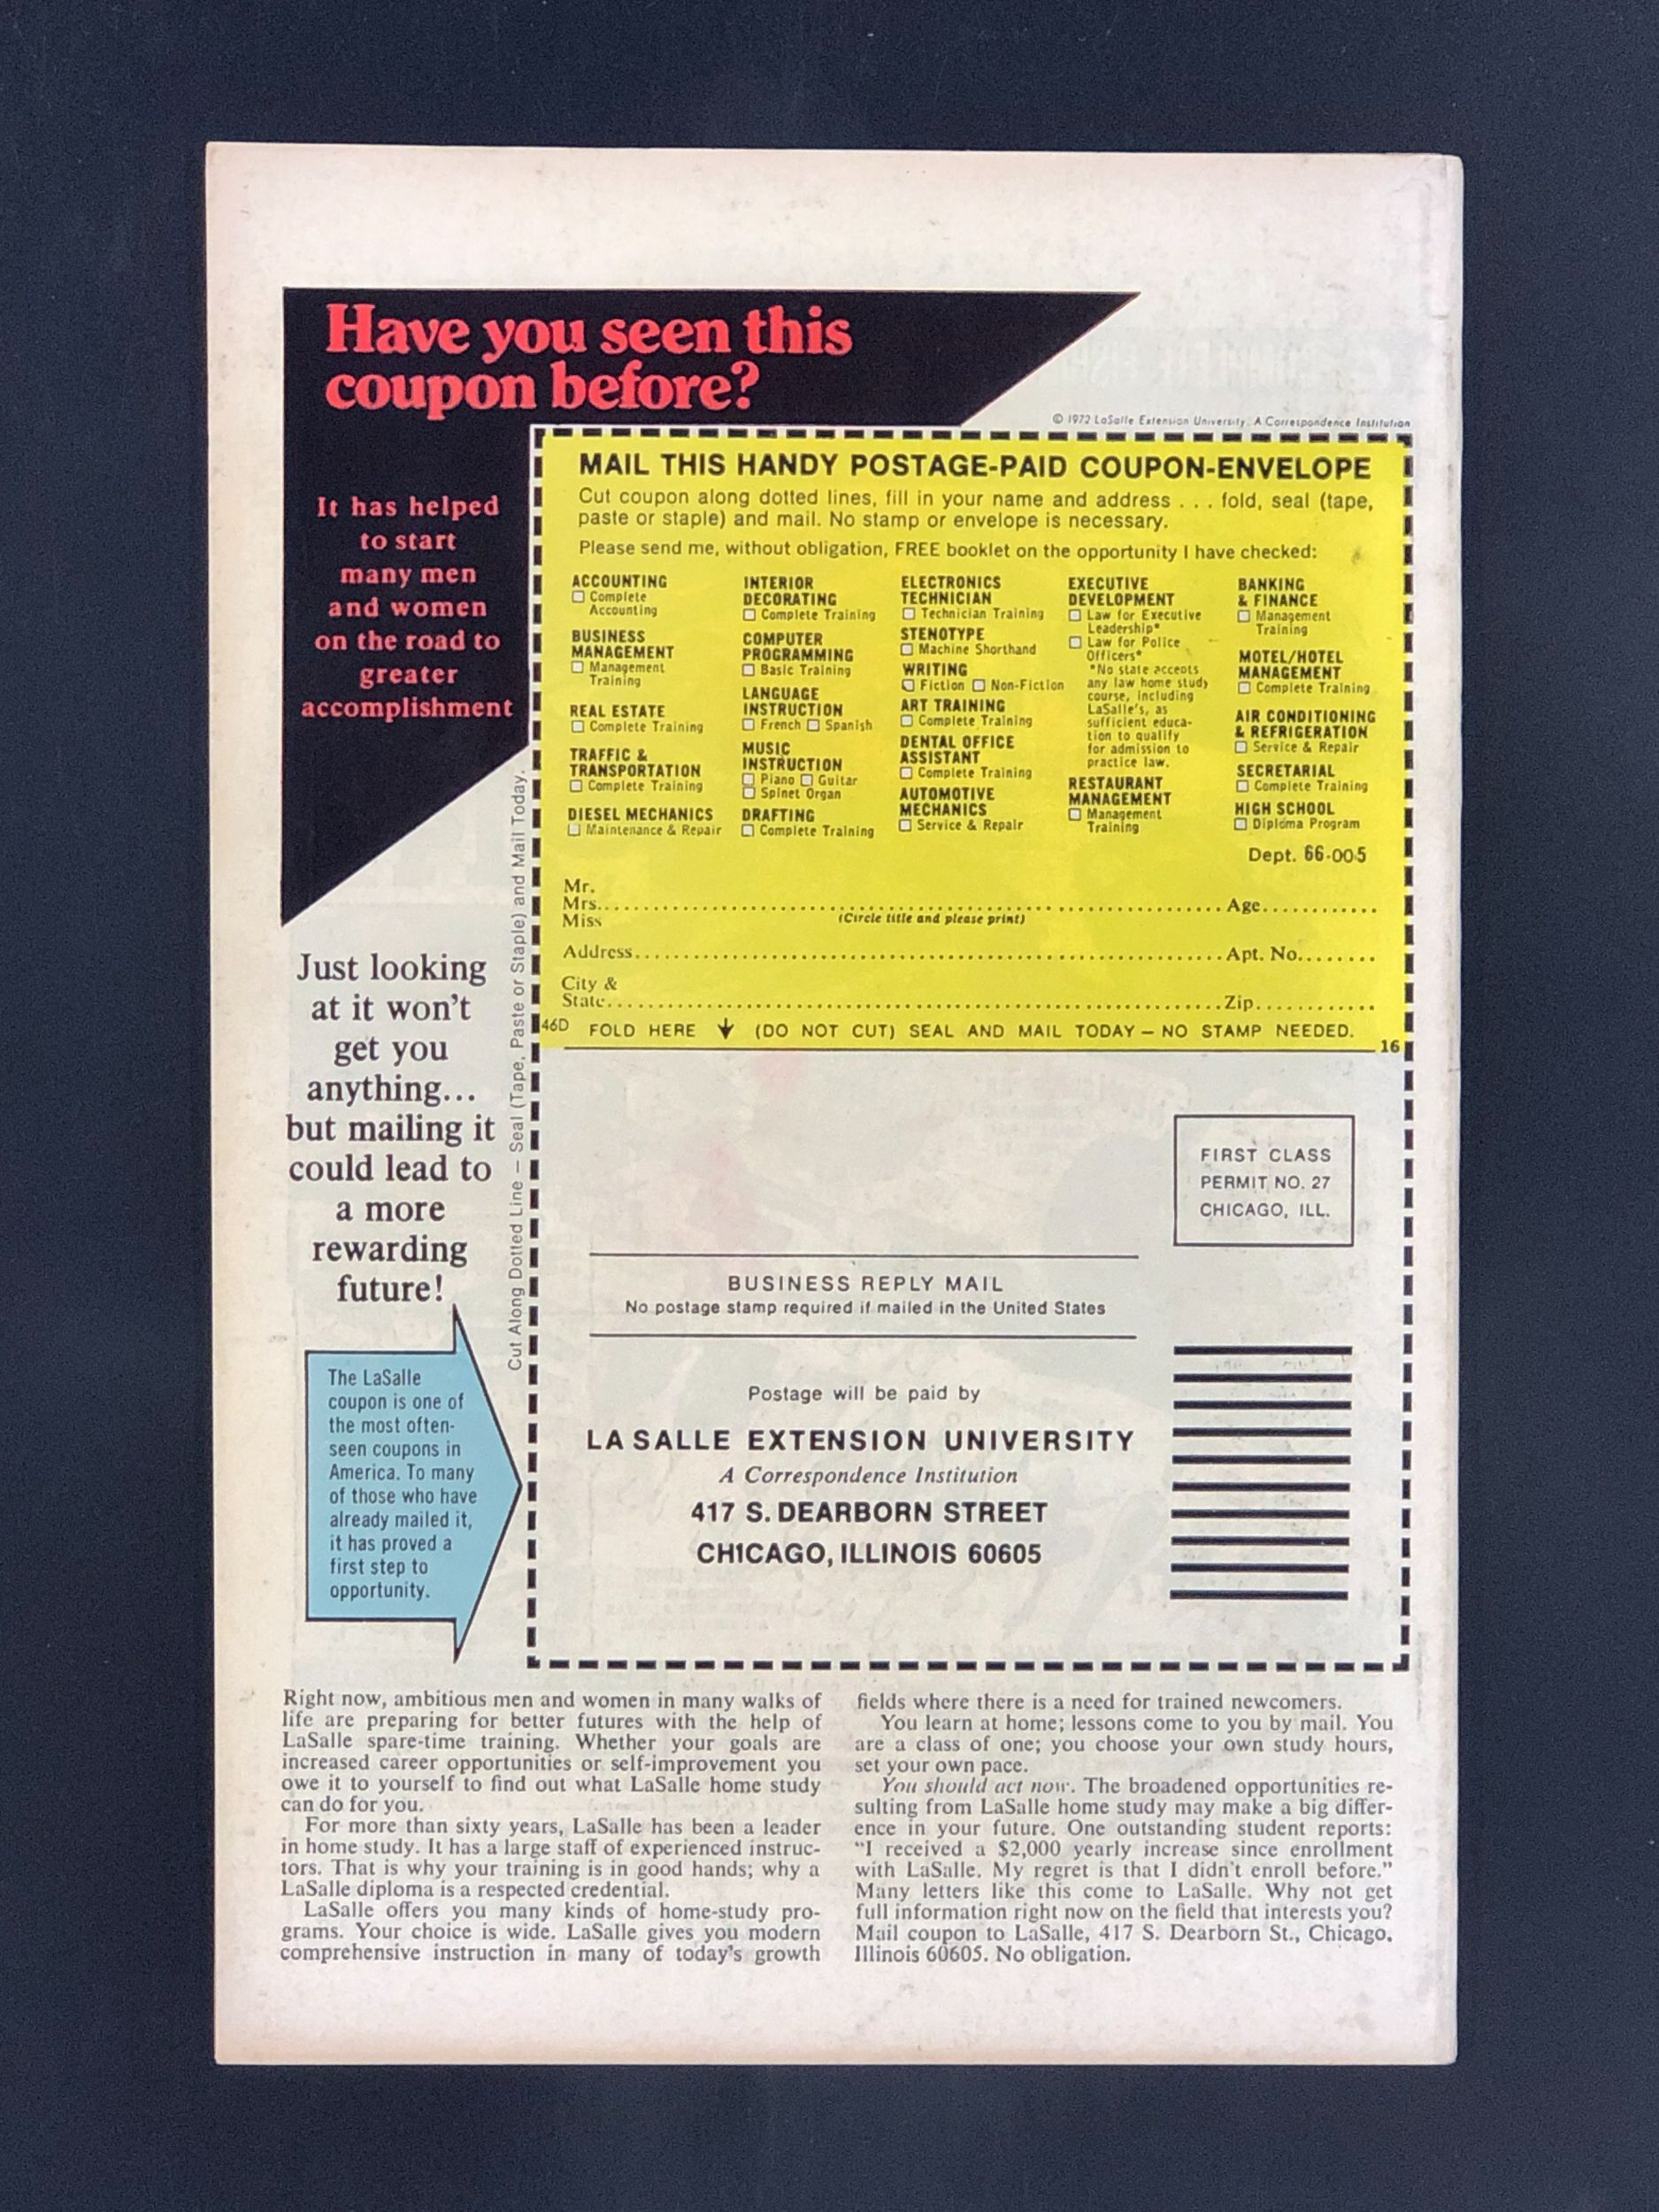 Have you seen this
coupon before?
© 1972 LaSalle Extension University, A Correspondence Institution
It has helped
to start
many men
and women
on the road to
greater
accomplishment
MAIL THIS HANDY POSTAGE-PAID COUPON-ENVELOPE
Cut coupon along dotted lines, fill in your name and address . . . fold, seal (tape,
paste or staple) and mail. No stamp or envelope is necessary.
Please send me, without obligation, FREE booklet on the opportunity I have checked:
ACCOUNTING
Complete
Accounting
BUSINESS
MANAGEMENT
Management
Training
REAL ESTATE
Complete Training
TRAFFIC &
TRANSPORTATION
Complete Training
DIESEL MECHANICS
Maintenance & Repair
INTERIOR
DECORATING
Complete Training
COMPUTER
PROGRAMMING
Basic Training
LANGUAGE
INSTRUCTION
French Spanish
MUSIC
INSTRUCTION
Piano Guitar
Spinet Organ
DRAFTING
Complete Training
ELECTRONICS
TECHNICIAN
Technician Training
STENOTYPE
Machine Shorthand
WRITING
Fiction Non-Fiction
ART TRAINING
Complete Training
DENTAL OFFICE
ASSISTANT
Complete Training
AUTOMOTIVE
MECHANICS
Service & Repair
EXECUTIVE
DEVELOPMENT
Law for Executive
Leadership*
Law for Police
Officers*
*No state accepts
any law home study
course, including
LaSalle's, as
sufficient educa-
tion to qualify
for admission to
practice law.
RESTAURANT
MANAGEMENT
Management
Training
BANKING
& FINANCE
Management
Training
MOTEL/HOTEL
MANAGEMENT
Complete Training
AIR CONDITIONING
& REFRIGERATION
Service & Repair
SECRETARIAL
Complete Training
HIGH SCHOOL
Diploma Program
Dept. 66-005
Mr.
Mrs. Age
Miss (Circle title and please print)
Address Apt. No.
City &
State Zip
46D FOLD HERE ↓ (DO NOT CUT) SEAL AND MAIL TODAY — NO STAMP NEEDED.
16
Cut Along Dotted Line — Seal (Tape, Paste or Staple) and Mail Today.
Just looking
at it won't
get you
anything...
but mailing it
could lead to
a more
rewarding
future!
The LaSalle
coupon is one of
the most often-
seen coupons in
America. To many
of those who have
already mailed it,
it has proved a
first step to
opportunity.
FIRST CLASS
PERMIT NO. 27
CHICAGO, ILL.
BUSINESS REPLY MAIL
No postage stamp required if mailed in the United States
Postage will be paid by
LA SALLE EXTENSION UNIVERSITY
A Correspondence Institution
417 S. DEARBORN STREET
CHICAGO, ILLINOIS 60605
Right now, ambitious men and women in many walks of
life are preparing for better futures with the help of
LaSalle spare-time training. Whether your goals are
increased career opportunities or self-improvement you
owe it to yourself to find out what LaSalle home study
can do for you.
For more than sixty years, LaSalle has been a leader
in home study. It has a large staff of experienced instruc-
tors. That is why your training is in good hands; why a
LaSalle diploma is a respected credential.
LaSalle offers you many kinds of home-study pro-
grams. Your choice is wide. LaSalle gives you modern
comprehensive instruction in many of today's growth
fields where there is a need for trained newcomers.
You learn at home; lessons come to you by mail. You
are a class of one; you choose your own study hours,
set your own pace.
You should act now. The broadened opportunities re-
sulting from LaSalle home study may make a big differ-
ence in your future. One outstanding student reports:
"I received a $2,000 yearly increase since enrollment
with LaSalle. My regret is that I didn't enroll before."
Many letters like this come to LaSalle. Why not get
full information right now on the field that interests you?
Mail coupon to LaSalle, 417 S. Dearborn St., Chicago,
Illinois 60605. No obligation.